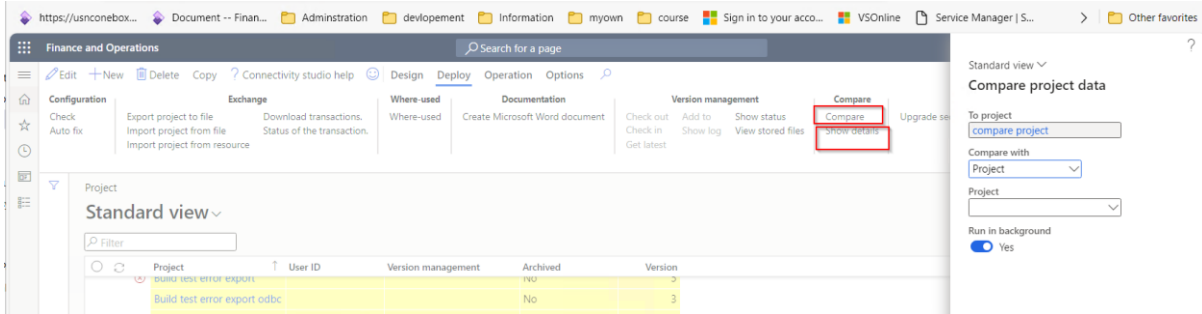 https://usnconebox... Document -- Finan... Adminstration devlopement Information myown course Sign in to your acco... VSOnline Service Manager | S... Other favorites
Finance and Operations Search for a page
Edit New Delete Copy Connectivity studio help Design Deploy Operation Options
Configuration Exchange Where-used Documentation Version management Compare
Check Export project to file Download transactions. Where-used Create Microsoft Word document Check out Add to Show status Compare
Auto fix Import project from file Status of the transaction. Check in Show log View stored files Show details
Import project from resource Get latest
Project
Standard view
Filter
Project User ID Version management Archived Version
Build test error export No 3
Build test error export odbc No 3
?
Standard view
Compare project data
To project
compare project
Compare with
Project
Project
Run in background
Yes